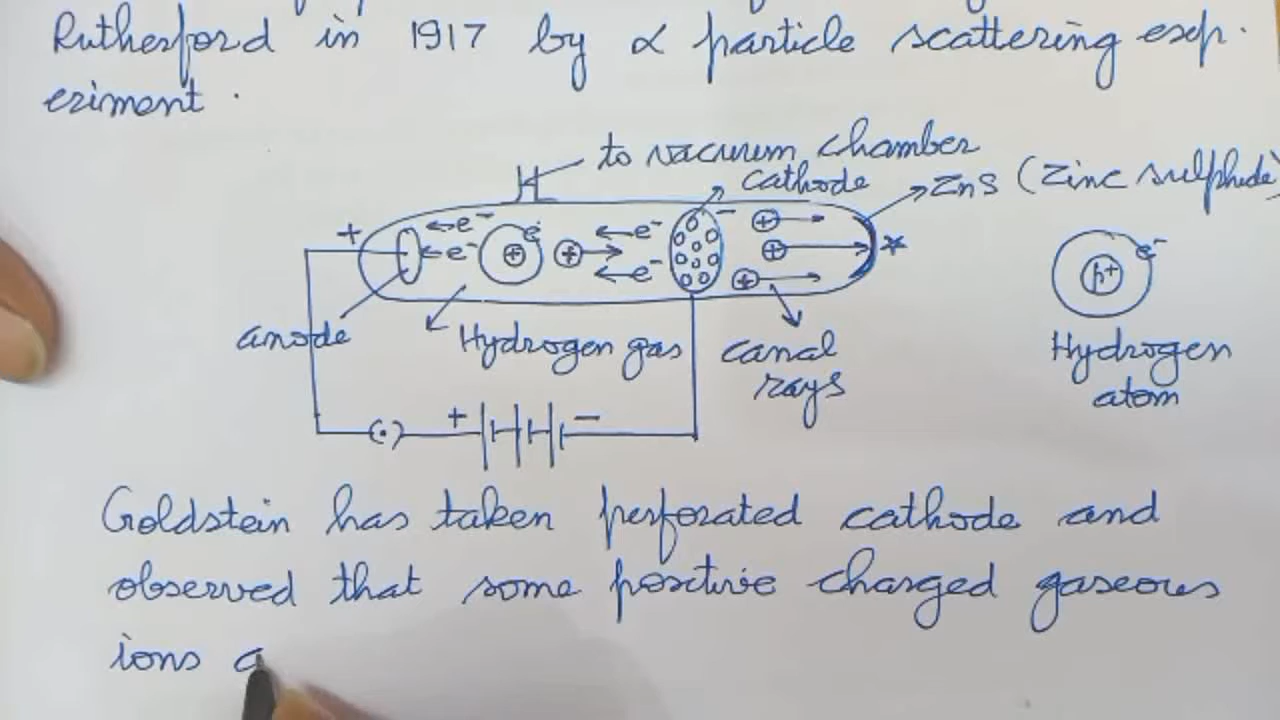 Rutherford in 1917 by α particle scattering exp-
eriment.
to vacuum chamber
cathode
ZnS (Zinc sulphide)
+ e⁻ e⁻ e⁻ e⁻ -
e⁻ + + e⁻ + + + *
anode
Hydrogen gas
canal
rays
p⁺ e⁻
Hydrogen
atom
(·) + -
Goldstein has taken perforated cathode and
observed that some positive charged gaseous
ions a